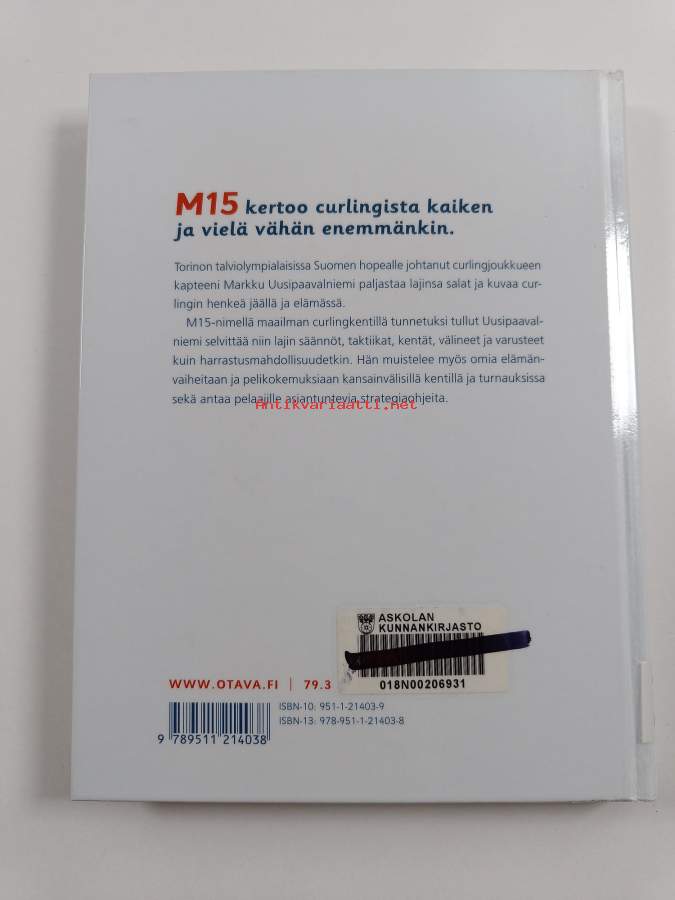 M15 kertoo curlingista kaiken
ja vielä vähän enemmänkin.
Torinon talviolympialaisissa Suomen hopealle johtanut curlingjoukkueen
kapteeni Markku Uusipaavalniemi paljastaa lajinsa salat ja kuvaa cur-
lingin henkeä jäällä ja elämässä.
M15-nimellä maailman curlingkentillä tunnetuksi tullut Uusipaaval-
niemi selvittää niin lajin säännöt, taktiikat, kentät, välineet ja varusteet
kuin harrastusmahdollisuudetkin. Hän muistelee myös omia elämän-
vaiheitaan ja pelikokemuksiaan kansainvälisillä kentillä ja turnauksissa
sekä antaa pelaajille asiantuntevia strategiaohjeita.
Antikvariaatti.net
ASKOLAN
KUNNANKIRJASTO
018N00206931
WWW.OTAVA.FI | 79.3
ISBN-10: 951-1-21403-9
ISBN-13: 978-951-1-21403-8
9 789511 214038